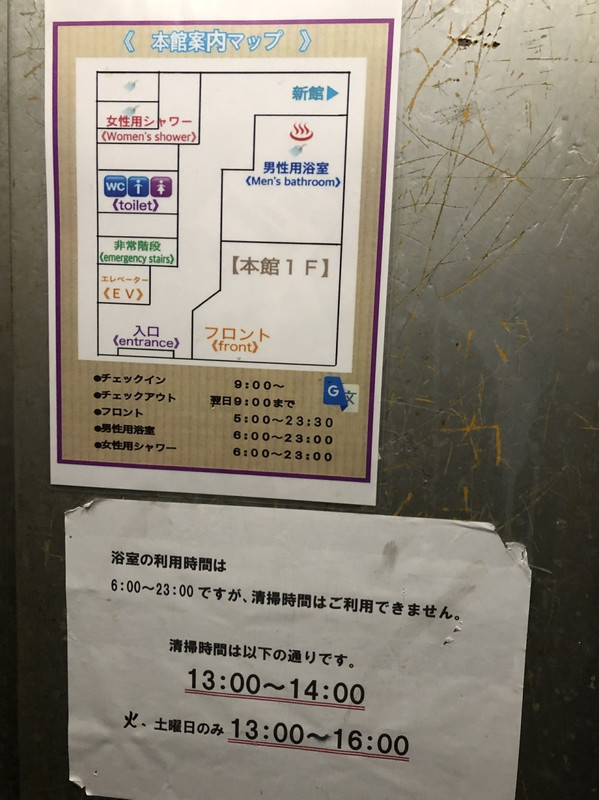 《 本館案内マップ 》
新館▶
女性用シャワー
《Women's shower》
男性用浴室
《Men's bathroom》
WC
《toilet》
非常階段
《emergency stairs》
【本館１F】
エレベーター
《EV》
入口
《entrance》
フロント
《front》
●チェックイン 9:00～
●チェックアウト 翌日9:00まで
●フロント 5:00～23:30
●男性用浴室 6:00～23:00
●女性用シャワー 6:00～23:00
G 文
浴室の利用時間は
6:00～23:00ですが、清掃時間はご利用できません。
清掃時間は以下の通りです。
13:00～14:00
火、土曜日のみ 13:00～16:00